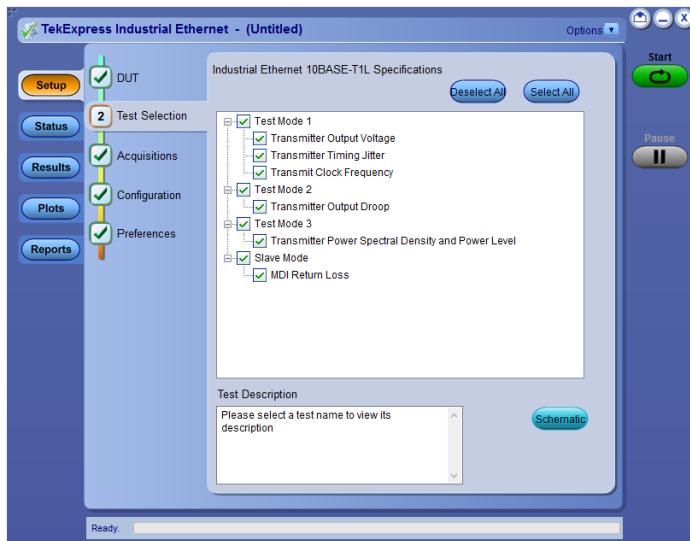 TekExpress Industrial Ethernet - (Untitled)
Options
Start
Pause
Setup
Status
Results
Plots
Reports
DUT
2 Test Selection
Acquisitions
Configuration
Preferences
Industrial Ethernet 10BASE-T1L Specifications
Deselect All
Select All
Test Mode 1
Transmitter Output Voltage
Transmitter Timing Jitter
Transmit Clock Frequency
Test Mode 2
Transmitter Output Droop
Test Mode 3
Transmitter Power Spectral Density and Power Level
Slave Mode
MDI Return Loss
Test Description
Please select a test name to view its
description
Schematic
Ready.